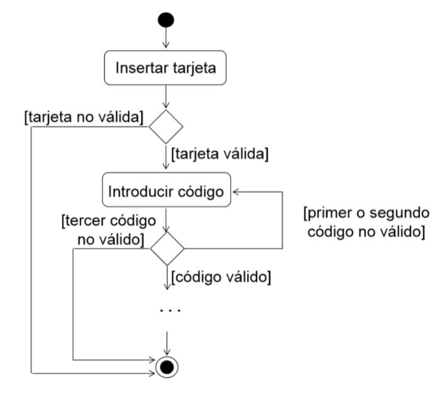 Insertar tarjeta
[tarjeta no válida]
[tarjeta válida]
Introducir código
[primer o segundo
código no válido]
[tercer código
no válido]
[código válido]
...